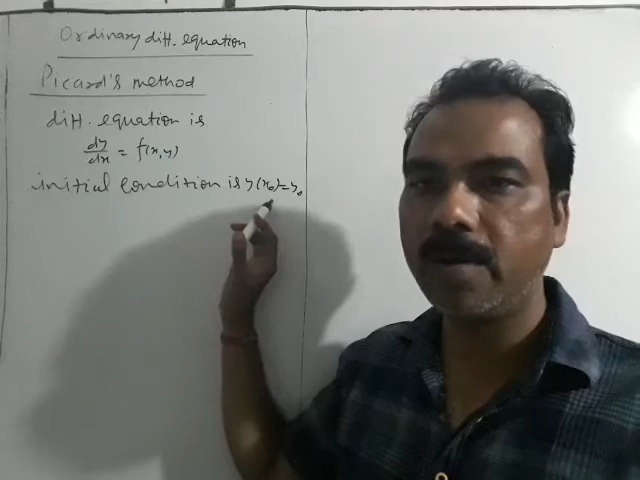 Ordinary diff. equation
Picard's method
diff. equation is
dy/dx = f(x,y)
initial condition is y(x₀)=y₀